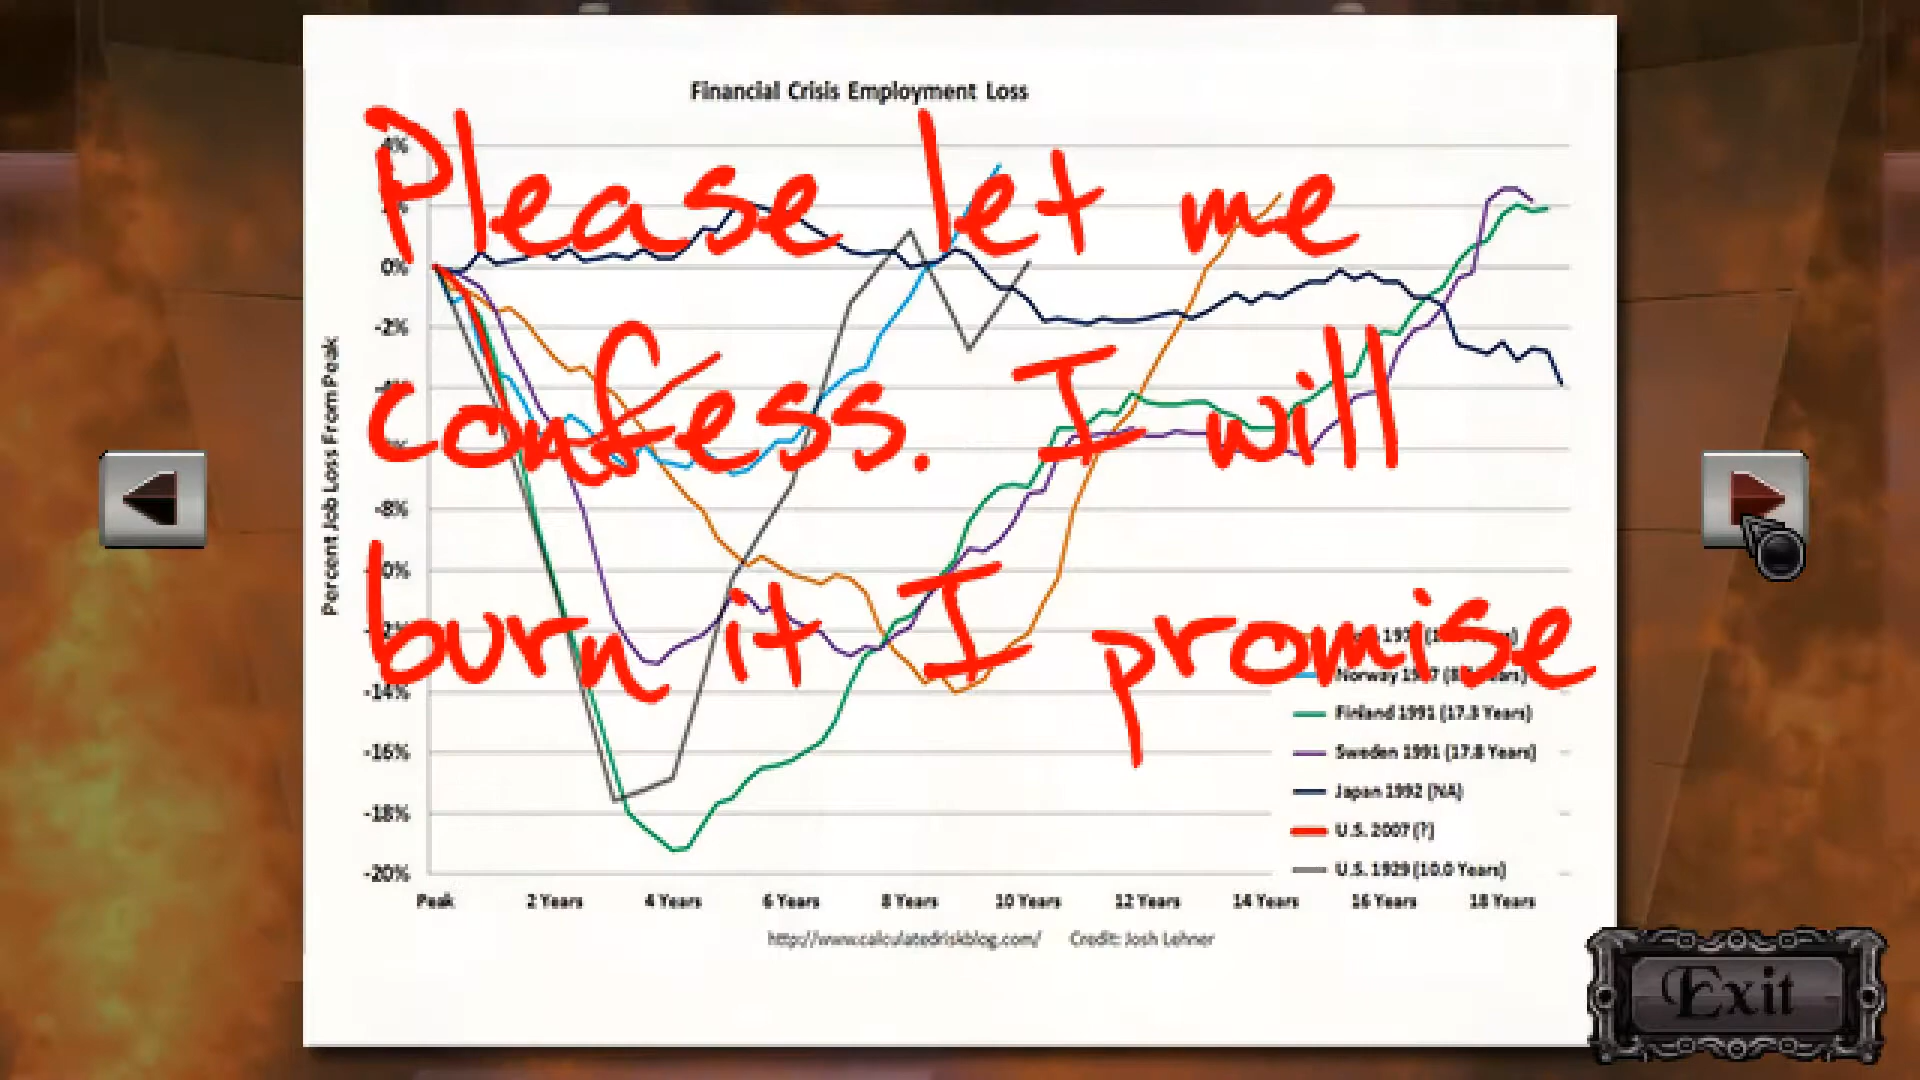 Financial Crisis Employment Loss
Please let me
confess. I will
burn it I promise
Percent Job Loss From Peak
0%
-2%
-8%
-14%
-16%
-18%
-20%
Peak 2 Years 4 Years 6 Years 8 Years 10 Years 12 Years 14 Years 16 Years 18 Years
Finland 1991 (17.3 Years)
Sweden 1991 (17.8 Years)
Japan 1992 (NA)
U.S. 2007 (?)
U.S. 1929 (10.0 Years)
http://www.calculatedriskblog.com/ Credit: Josh Lehner
Exit